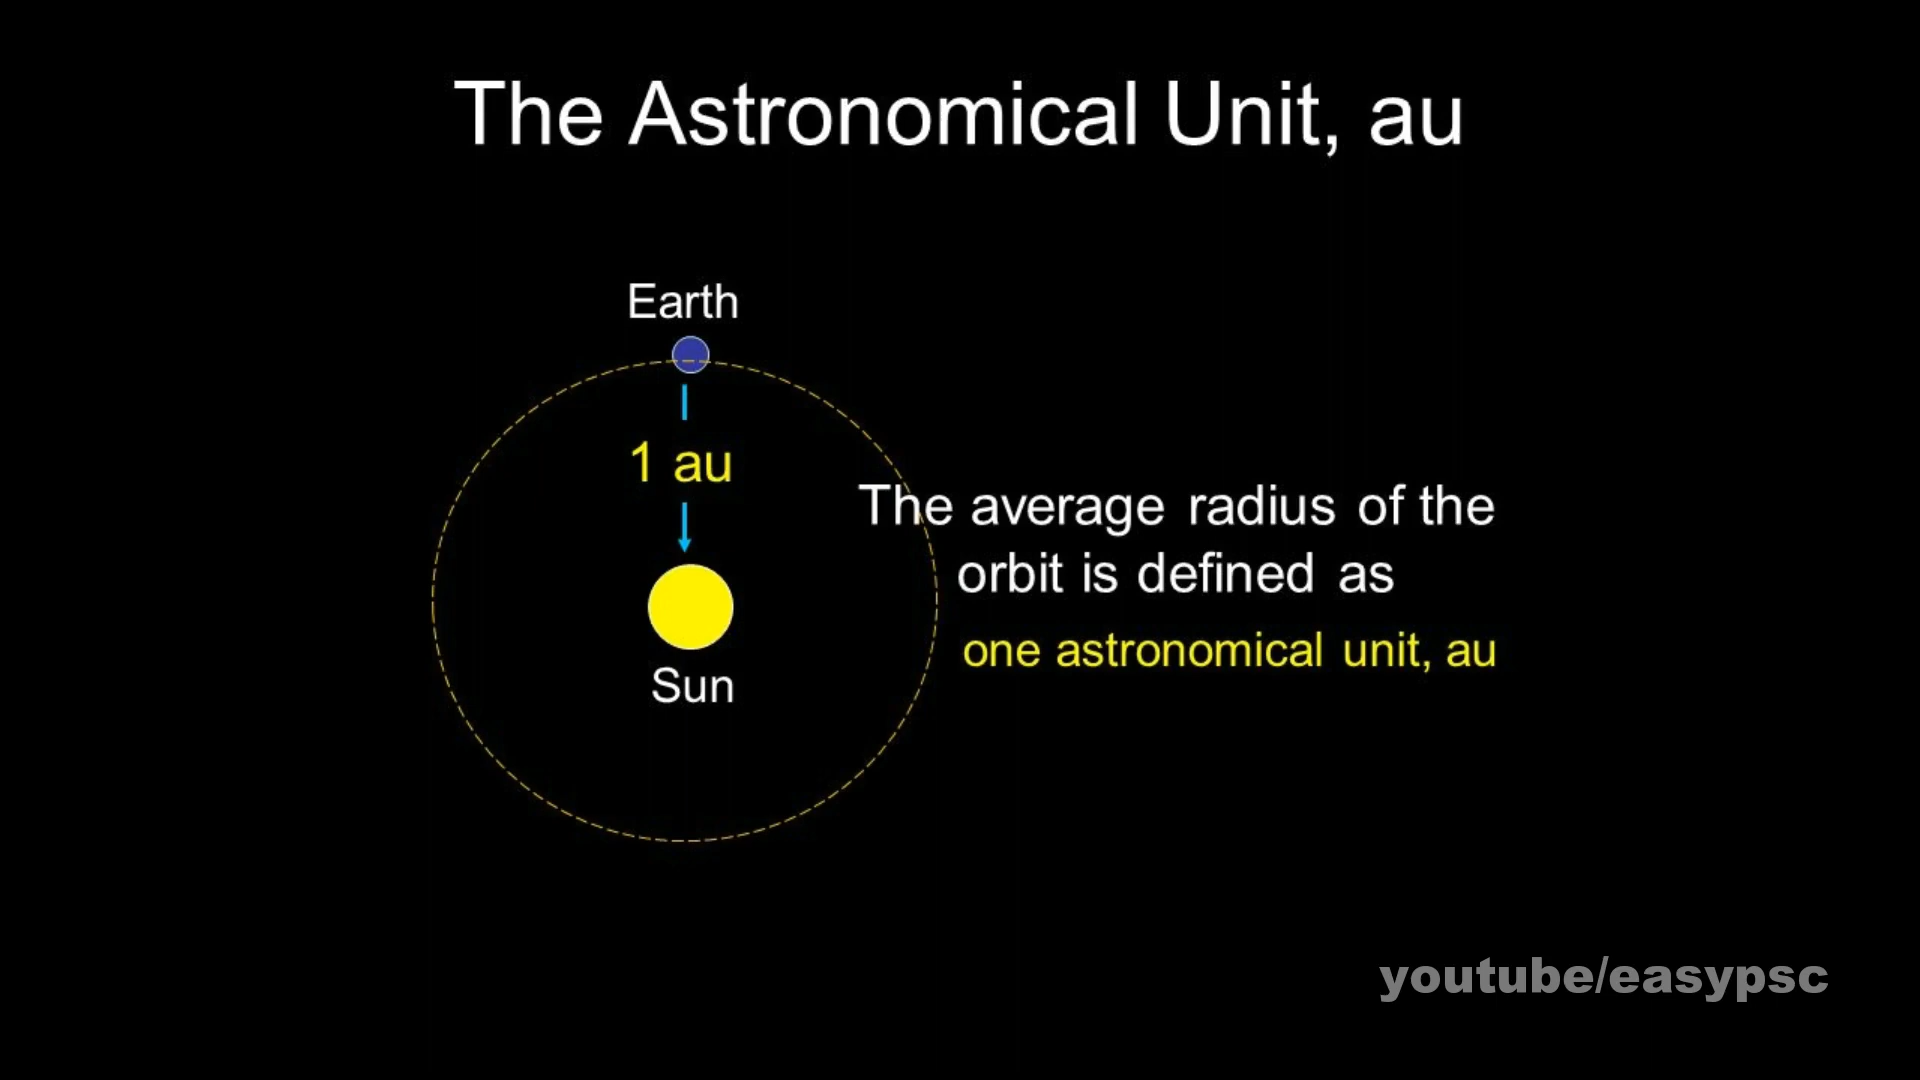 The Astronomical Unit, au
Earth
1 au
The average radius of the
orbit is defined as
one astronomical unit, au
Sun
youtube/easypsc